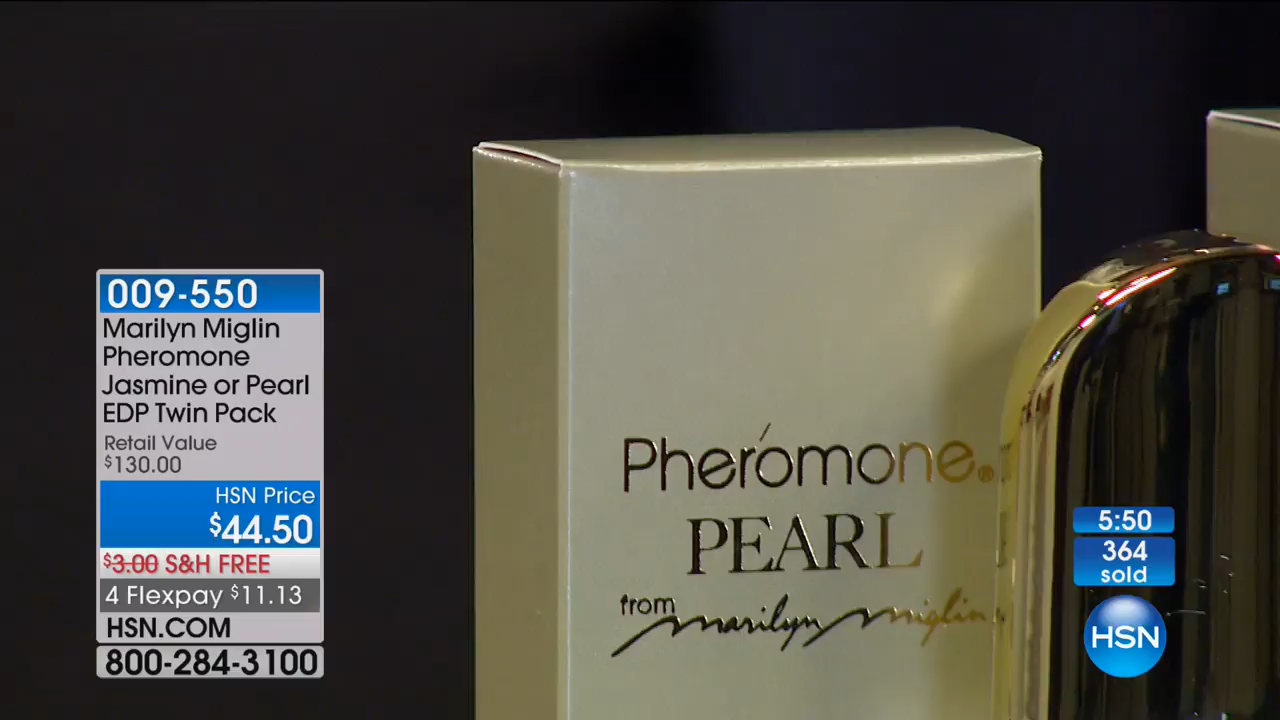 009-550
Marilyn Miglin
Pheromone
Jasmine or Pearl
EDP Twin Pack
Retail Value
$130.00
HSN Price
$44.50
$3.00 S&H FREE
4 Flexpay $11.13
HSN.COM
800-284-3100
Pheromone®
PEARL
from marilyn miglin
5:50
364
sold
HSN